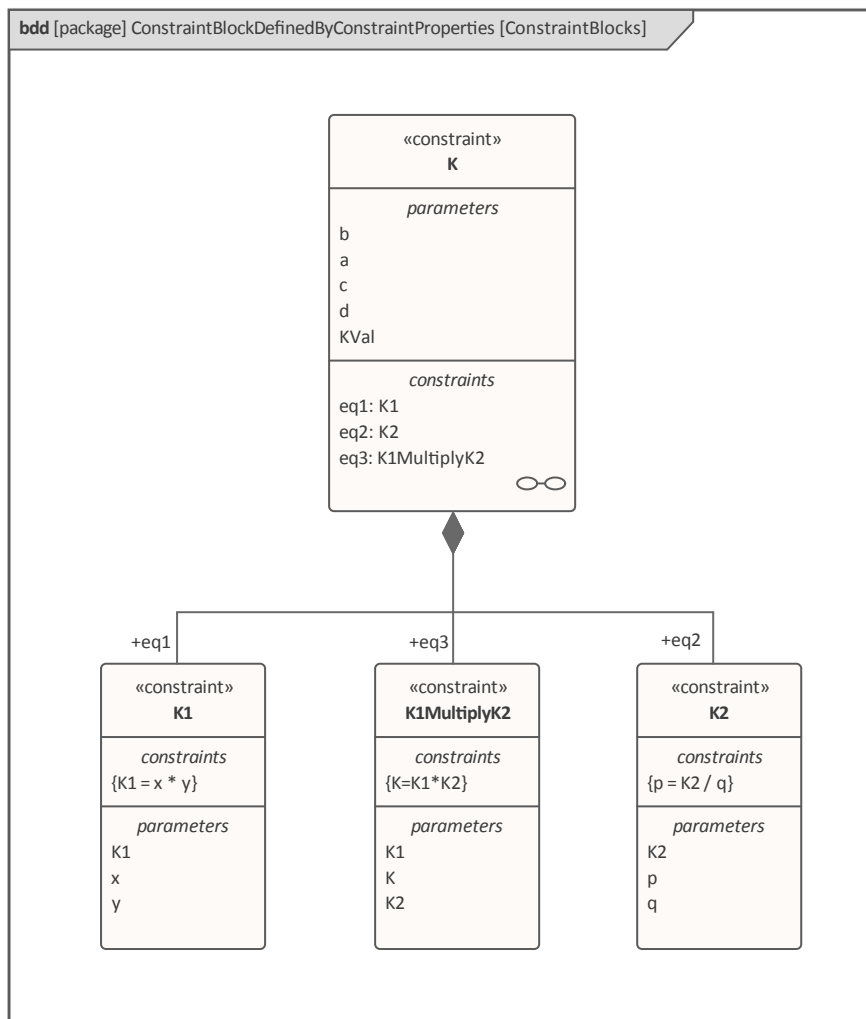 bdd [package] ConstraintBlockDefinedByConstraintProperties [ConstraintBlocks]
«constraint»
K
parameters
b
a
c
d
KVal
constraints
eq1: K1
eq2: K2
eq3: K1MultiplyK2
+eq1
+eq3
+eq2
«constraint»
K1
constraints
{K1 = x * y}
parameters
K1
x
y
«constraint»
K1MultiplyK2
constraints
{K=K1*K2}
parameters
K1
K
K2
«constraint»
K2
constraints
{p = K2 / q}
parameters
K2
p
q